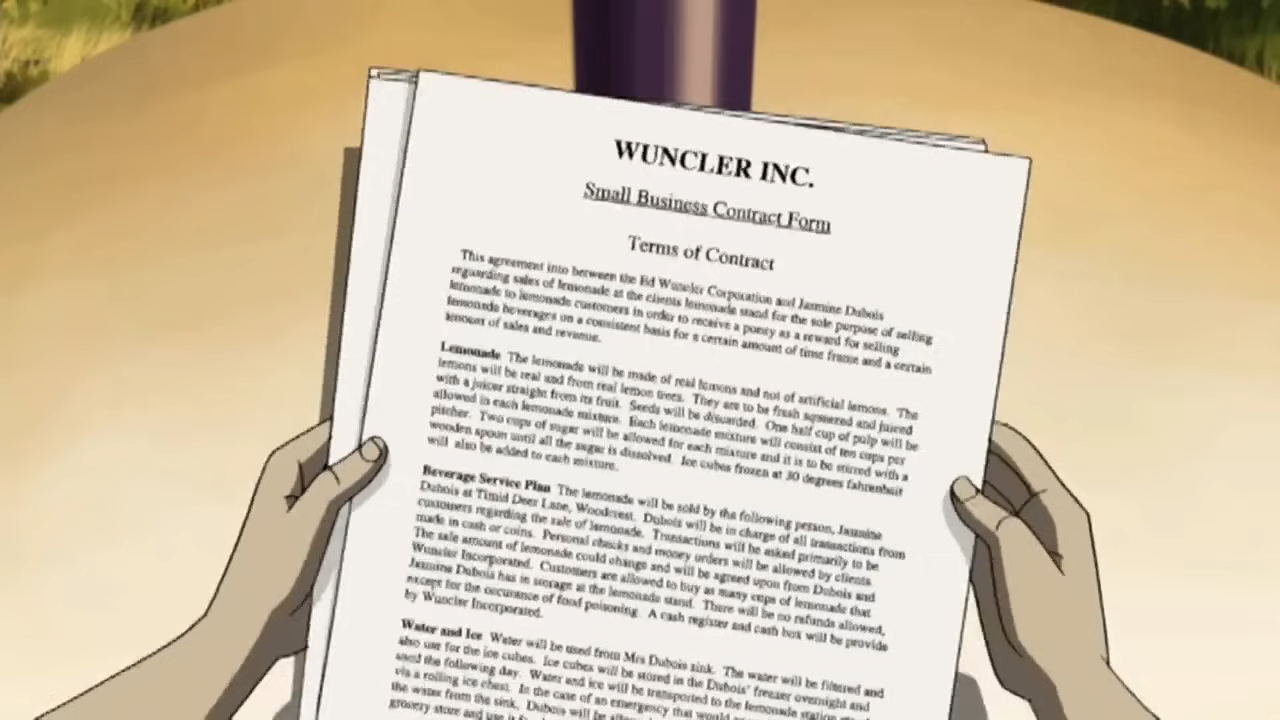 WUNCLER INC.
Small Business Contract Form
Terms of Contract
This agreement into between the Ed Wuncler Corporation and Jasmine Dubois
regaurding sales of lemonade at the clients lemonade stand for the sole purpose of selling
lemonade to lemonade customers in order to receive a poney as a reward for selling
lemonade beverages on a consistent basis for a certain amount of time frame and a certain
amount of sales and revenue.
Lemonade The lemonade will be made of real lemons and not of artificial lemons. The
lemons will be real and from real lemon trees. They are to be fresh squeezed and juiced
with a juicer straight from its fruit. Seeds will be discarded. One half cup of pulp will be
allowed in each lemonade mixture. Each lemonade mixture will consist of ten cups per
pitcher. Two cups of sugar will be allowed for each mixture and it is to be stirred with a
wooden spoon until all the sugar is dissolved. Ice cubes frozen at 30 degrees fahrenheit
will also be added to each mixture.
Beverage Service Plan The lemonade will be sold by the following person, Jasmine
Dubois at Timid Deer Lane, Woodcrest. Dubois will be in charge of all transactions from
customers regarding the sale of lemonade. Transactions will be asked primarily to be
made in cash or coins. Personal checks and money orders will be allowed by clients
The sale amount of lemonade could change and will be agreed upon from Dubois and
Wuncler Incorporated. Customers are allowed to buy as many cups of lemonade that
Jasmine Dubois has in storage at the lemonade stand. There will be no refunds allowed,
except for the occurance of food poisoning. A cash register and cash box will be provide
by Wuncler Incorporated.
Water and Ice Water will be used from Mrs Dubois sink. The water will be filtered and
also use for the ice cubes. Ice cubes will be stored in the Dubois' freezer overnight and
used the following day. Water and ice will be transported to the lemonade station
via a rolling ice chest. In the case of an emergency that would
the water from the sink, Dubois will be
grocery store and use